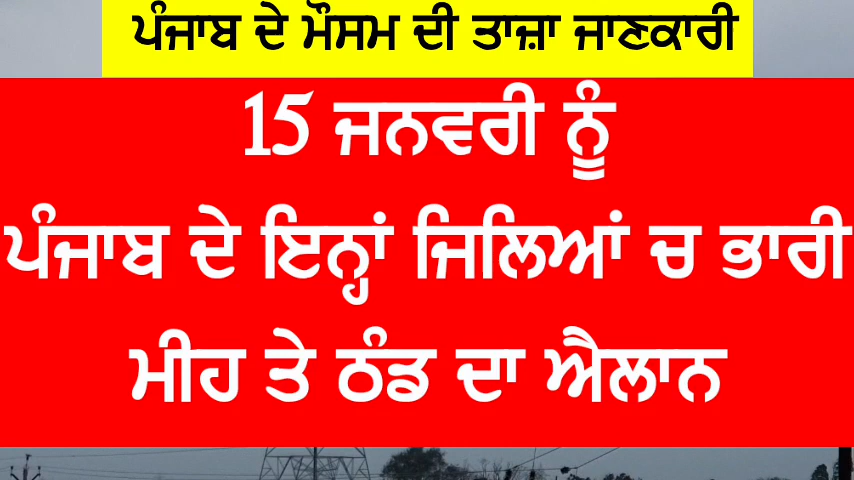 ਪੰਜਾਬ ਦੇ ਮੌਸਮ ਦੀ ਤਾਜ਼ਾ ਜਾਣਕਾਰੀ
15 ਜਨਵਰੀ ਨੂੰ
ਪੰਜਾਬ ਦੇ ਇਨ੍ਹਾਂ ਜਿਲਿਆਂ ਚ ਭਾਰੀ
ਮੀਹ ਤੇ ਠੰਡ ਦਾ ਐਲਾਨ